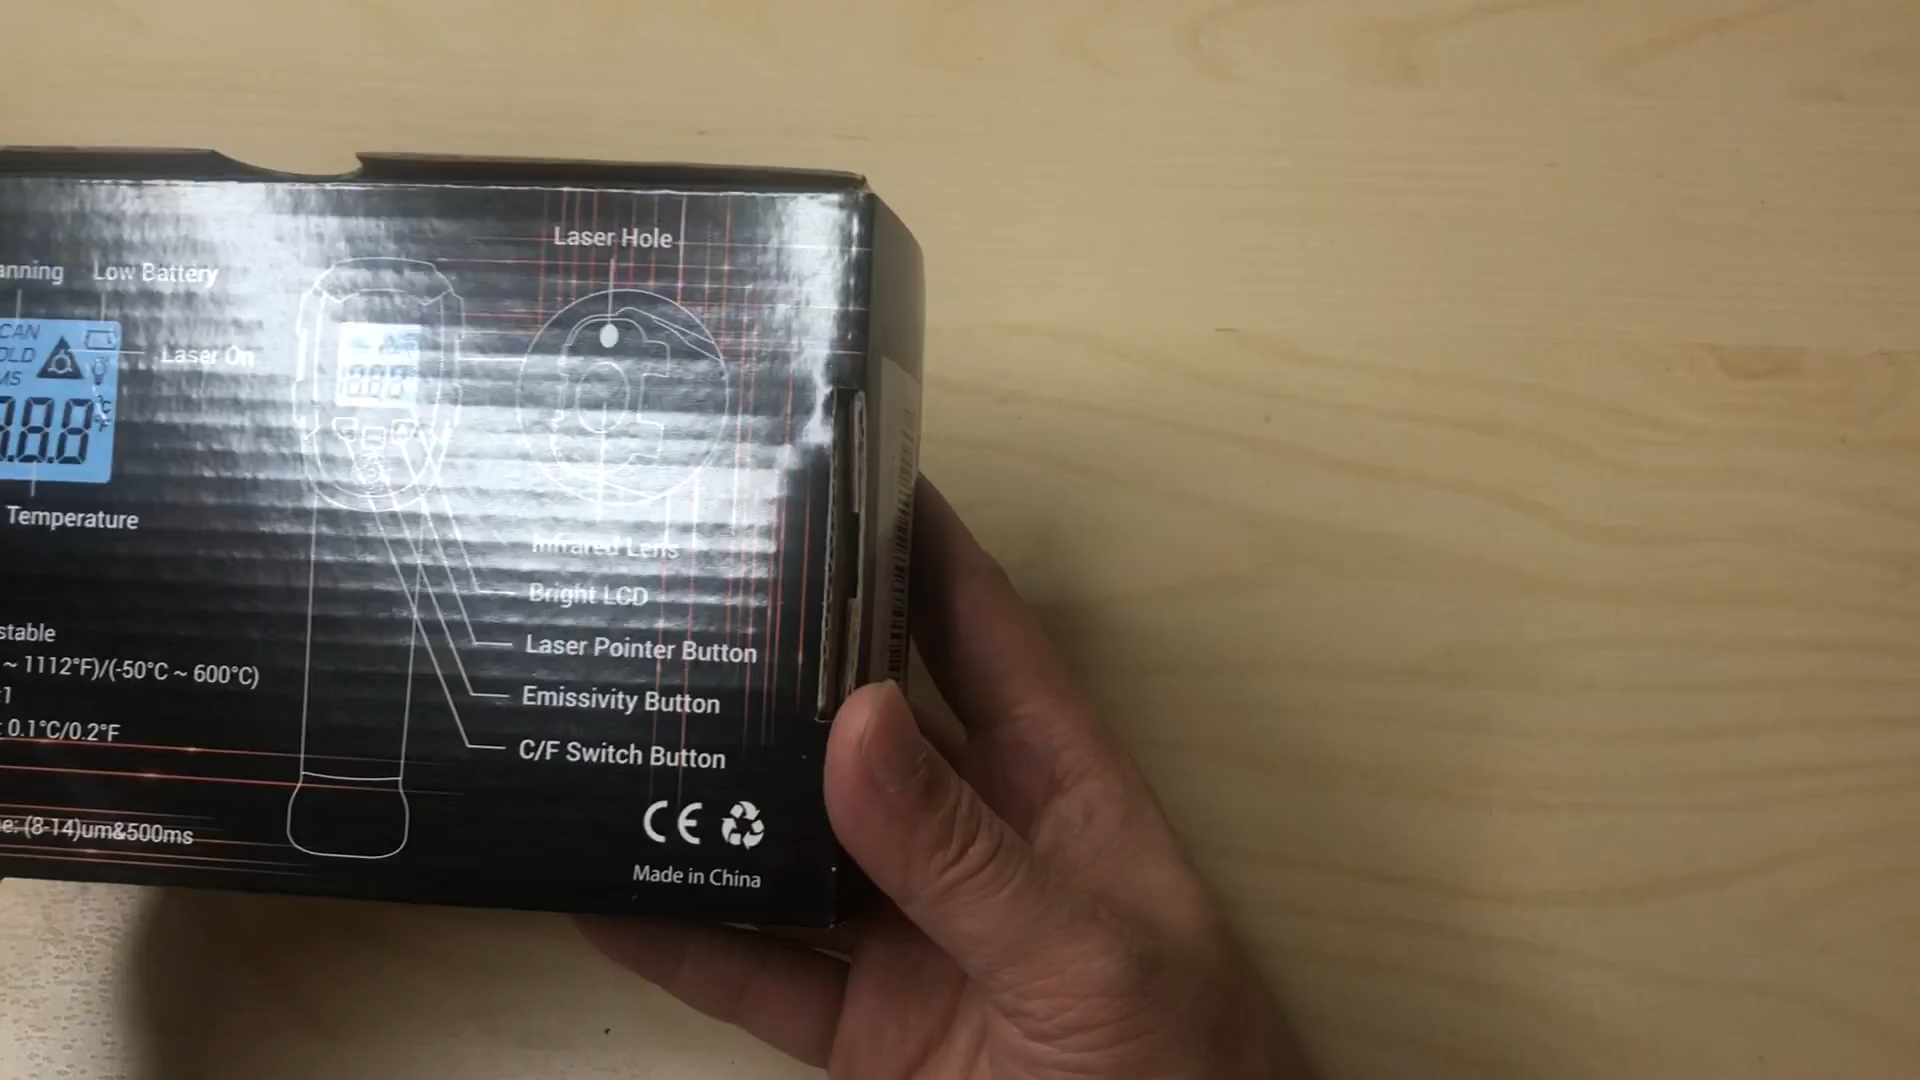 Laser Hole
anning Low Battery
CAN
OLD
MS
Laser On
°C
°F
Temperature
Infrared Lens
Bright LCD
stable
Laser Pointer Button
~ 1112°F)/(-50°C ~ 600°C)
:1
Emissivity Button
: 0.1°C/0.2°F
C/F Switch Button
e: (8-14)um&500ms
CE
Made in China